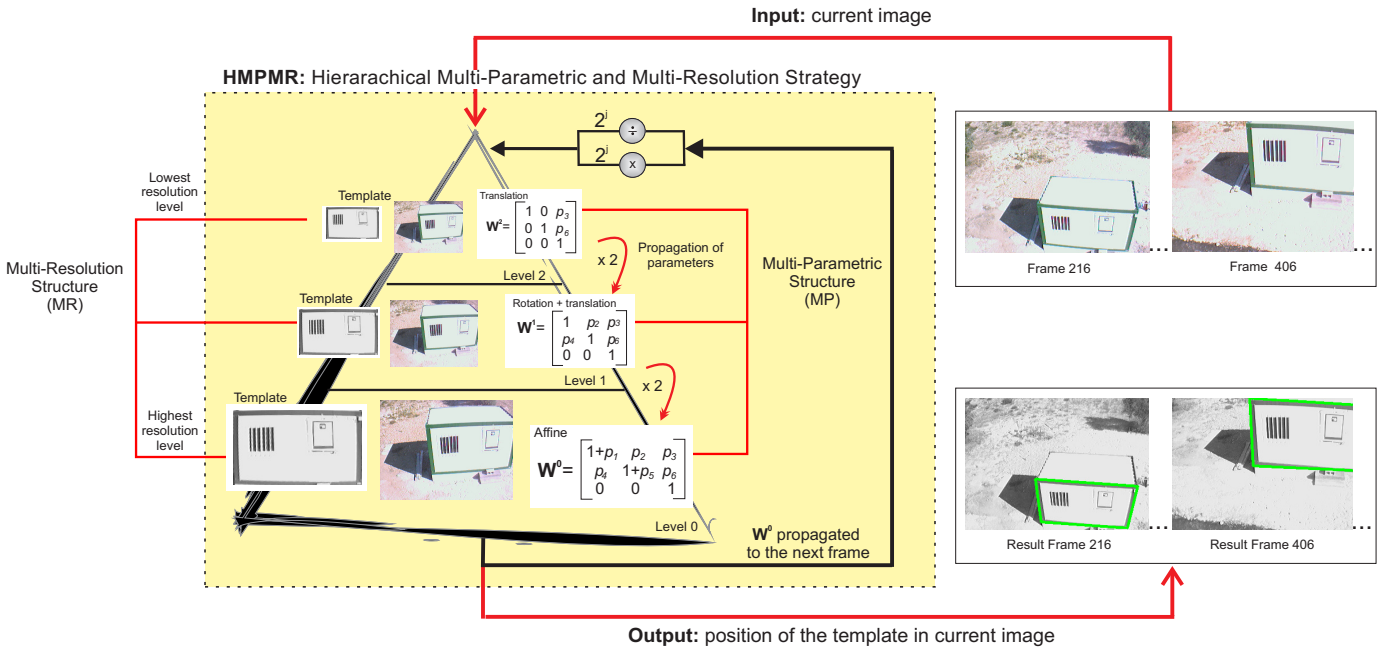 Input: current image
HMPMR: Hierarachical Multi-Parametric and Multi-Resolution Strategy
2^j ÷
2^j x
Lowest
resolution
level
Template
Translation
W²= [1 0 p₃
0 1 p₆
0 0 1]
x 2
Propagation of
parameters
Level 2
Multi-Resolution
Structure
(MR)
Multi-Parametric
Structure
(MP)
Template
Rotation + translation
W¹= [1 p₂ p₃
p₄ 1 p₆
0 0 1]
Level 1
x 2
Highest
resolution
level
Template
Affine
W⁰= [1+p₁ p₂ p₃
p₄ 1+p₅ p₆
0 0 1]
Level 0
W⁰ propagated
to the next frame
Frame 216
...
Frame 406
...
Result Frame 216
...
Result Frame 406
...
Output: position of the template in current image